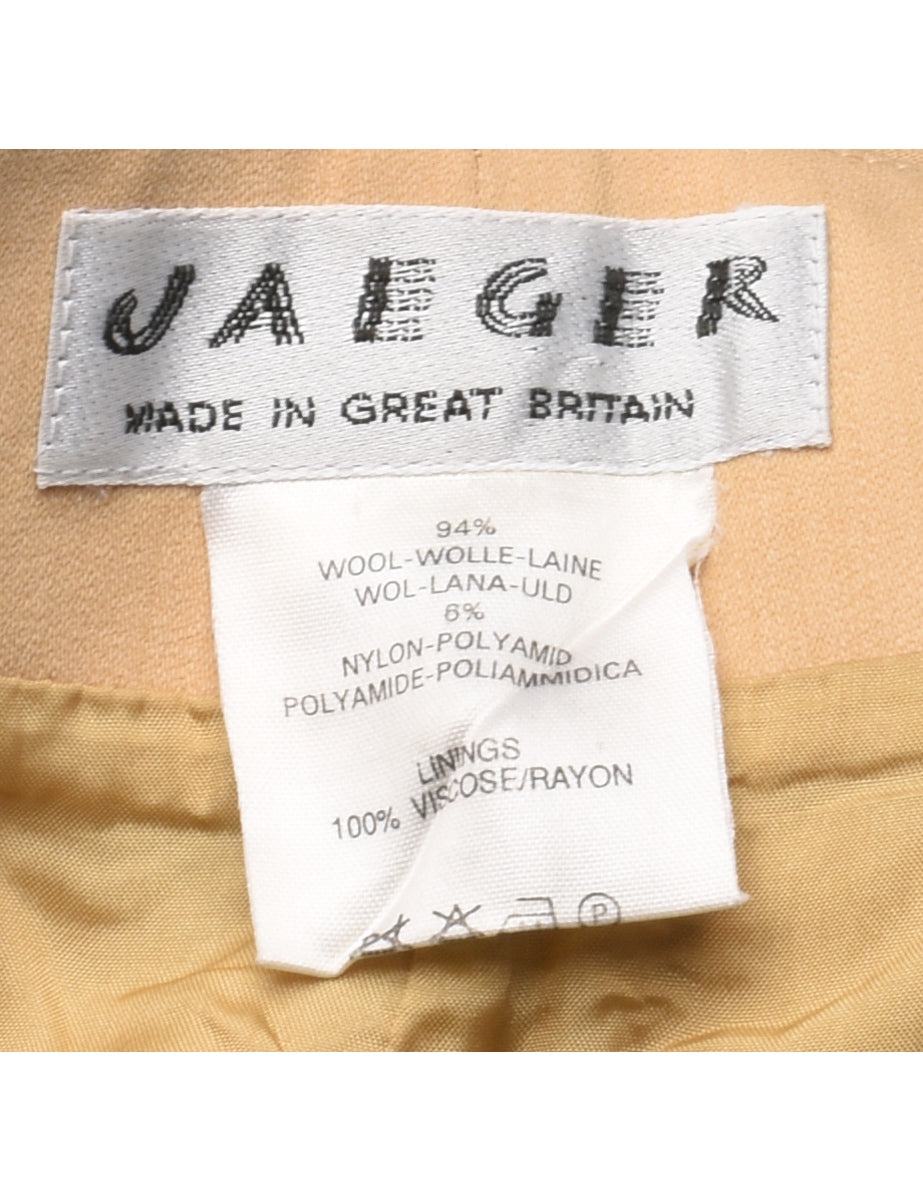 JAEGER
MADE IN GREAT BRITAIN
94%
WOOL-WOLLE-LAINE
WOL-LANA-ULD
6%
NYLON-POLYAMID
POLYAMIDE-POLIAMMIDICA
LININGS
100% VISCOSE/RAYON
P